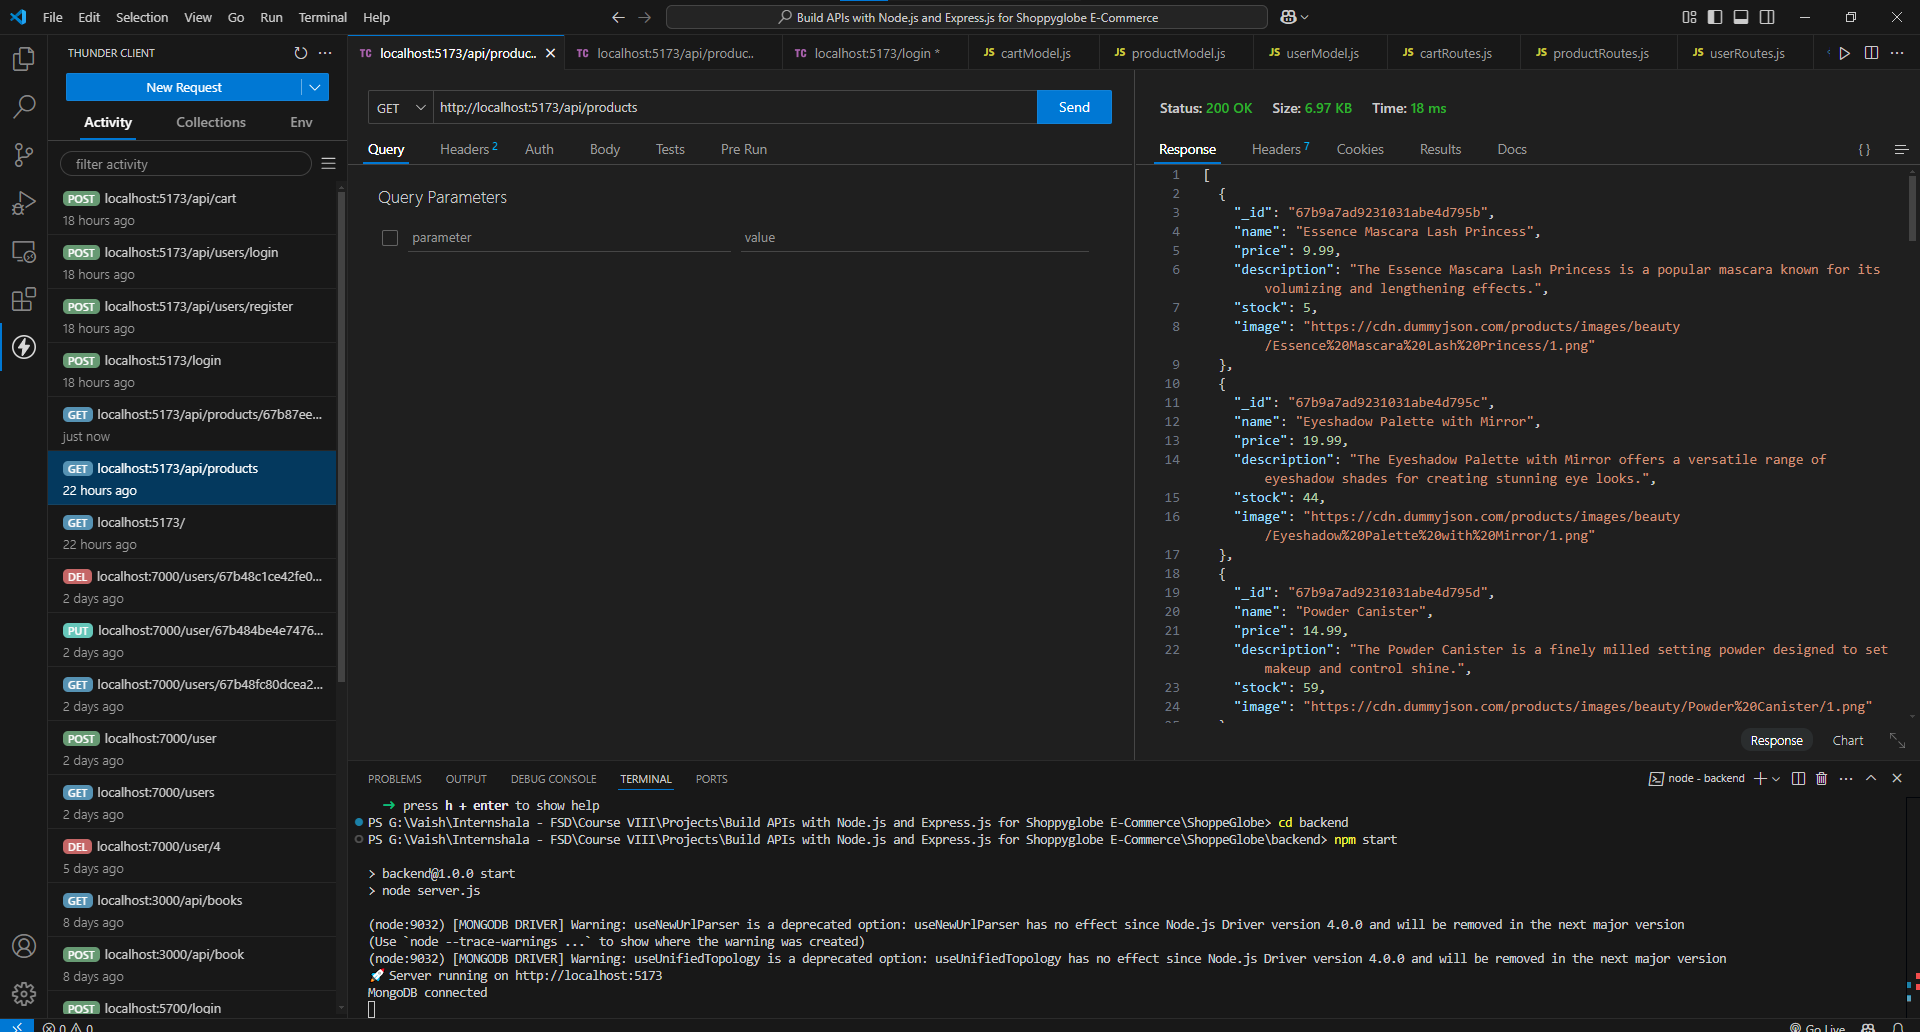 File Edit Selection View Go Run Terminal Help
Build APIs with Node.js and Express.js for Shoppyglobe E-Commerce
THUNDER CLIENT
New Request
Activity Collections Env
filter activity
POST localhost:5173/api/cart
18 hours ago
POST localhost:5173/api/users/login
18 hours ago
POST localhost:5173/api/users/register
18 hours ago
POST localhost:5173/login
18 hours ago
GET localhost:5173/api/products/67b87ee...
just now
GET localhost:5173/api/products
22 hours ago
GET localhost:5173/
22 hours ago
DEL localhost:7000/users/67b48c1ce42fe0...
2 days ago
PUT localhost:7000/user/67b484be4e7476...
2 days ago
GET localhost:7000/users/67b48fc80dcea2...
2 days ago
POST localhost:7000/user
2 days ago
GET localhost:7000/users
2 days ago
DEL localhost:7000/user/4
5 days ago
GET localhost:3000/api/books
8 days ago
POST localhost:3000/api/book
8 days ago
POST localhost:5700/login
TC localhost:5173/api/produc.. TC localhost:5173/api/produc.. TC localhost:5173/login * JS cartModel.js JS productModel.js JS userModel.js JS cartRoutes.js JS productRoutes.js JS userRoutes.js
GET http://localhost:5173/api/products Send
Query Headers 2 Auth Body Tests Pre Run
Query Parameters
parameter value
Status: 200 OK Size: 6.97 KB Time: 18 ms
Response Headers 7 Cookies Results Docs { }
1 [
2 {
3 "_id": "67b9a7ad9231031abe4d795b",
4 "name": "Essence Mascara Lash Princess",
5 "price": 9.99,
6 "description": "The Essence Mascara Lash Princess is a popular mascara known for its
volumizing and lengthening effects.",
7 "stock": 5,
8 "image": "https://cdn.dummyjson.com/products/images/beauty
/Essence%20Mascara%20Lash%20Princess/1.png"
9 },
10 {
11 "_id": "67b9a7ad9231031abe4d795c",
12 "name": "Eyeshadow Palette with Mirror",
13 "price": 19.99,
14 "description": "The Eyeshadow Palette with Mirror offers a versatile range of
eyeshadow shades for creating stunning eye looks.",
15 "stock": 44,
16 "image": "https://cdn.dummyjson.com/products/images/beauty
/Eyeshadow%20Palette%20with%20Mirror/1.png"
17 },
18 {
19 "_id": "67b9a7ad9231031abe4d795d",
20 "name": "Powder Canister",
21 "price": 14.99,
22 "description": "The Powder Canister is a finely milled setting powder designed to set
makeup and control shine.",
23 "stock": 59,
24 "image": "https://cdn.dummyjson.com/products/images/beauty/Powder%20Canister/1.png"
Response Chart
PROBLEMS OUTPUT DEBUG CONSOLE TERMINAL PORTS
node - backend
➜ press h + enter to show help
PS G:\Vaish\Internshala - FSD\Course VIII\Projects\Build APIs with Node.js and Express.js for Shoppyglobe E-Commerce\ShoppeGlobe> cd backend
PS G:\Vaish\Internshala - FSD\Course VIII\Projects\Build APIs with Node.js and Express.js for Shoppyglobe E-Commerce\ShoppeGlobe\backend> npm start
> backend@1.0.0 start
> node server.js
(node:9032) [MONGODB DRIVER] Warning: useNewUrlParser is a deprecated option: useNewUrlParser has no effect since Node.js Driver version 4.0.0 and will be removed in the next major version
(Use `node --trace-warnings ...` to show where the warning was created)
(node:9032) [MONGODB DRIVER] Warning: useUnifiedTopology is a deprecated option: useUnifiedTopology has no effect since Node.js Driver version 4.0.0 and will be removed in the next major version
🚀 Server running on http://localhost:5173
MongoDB connected
0 0 Go Live